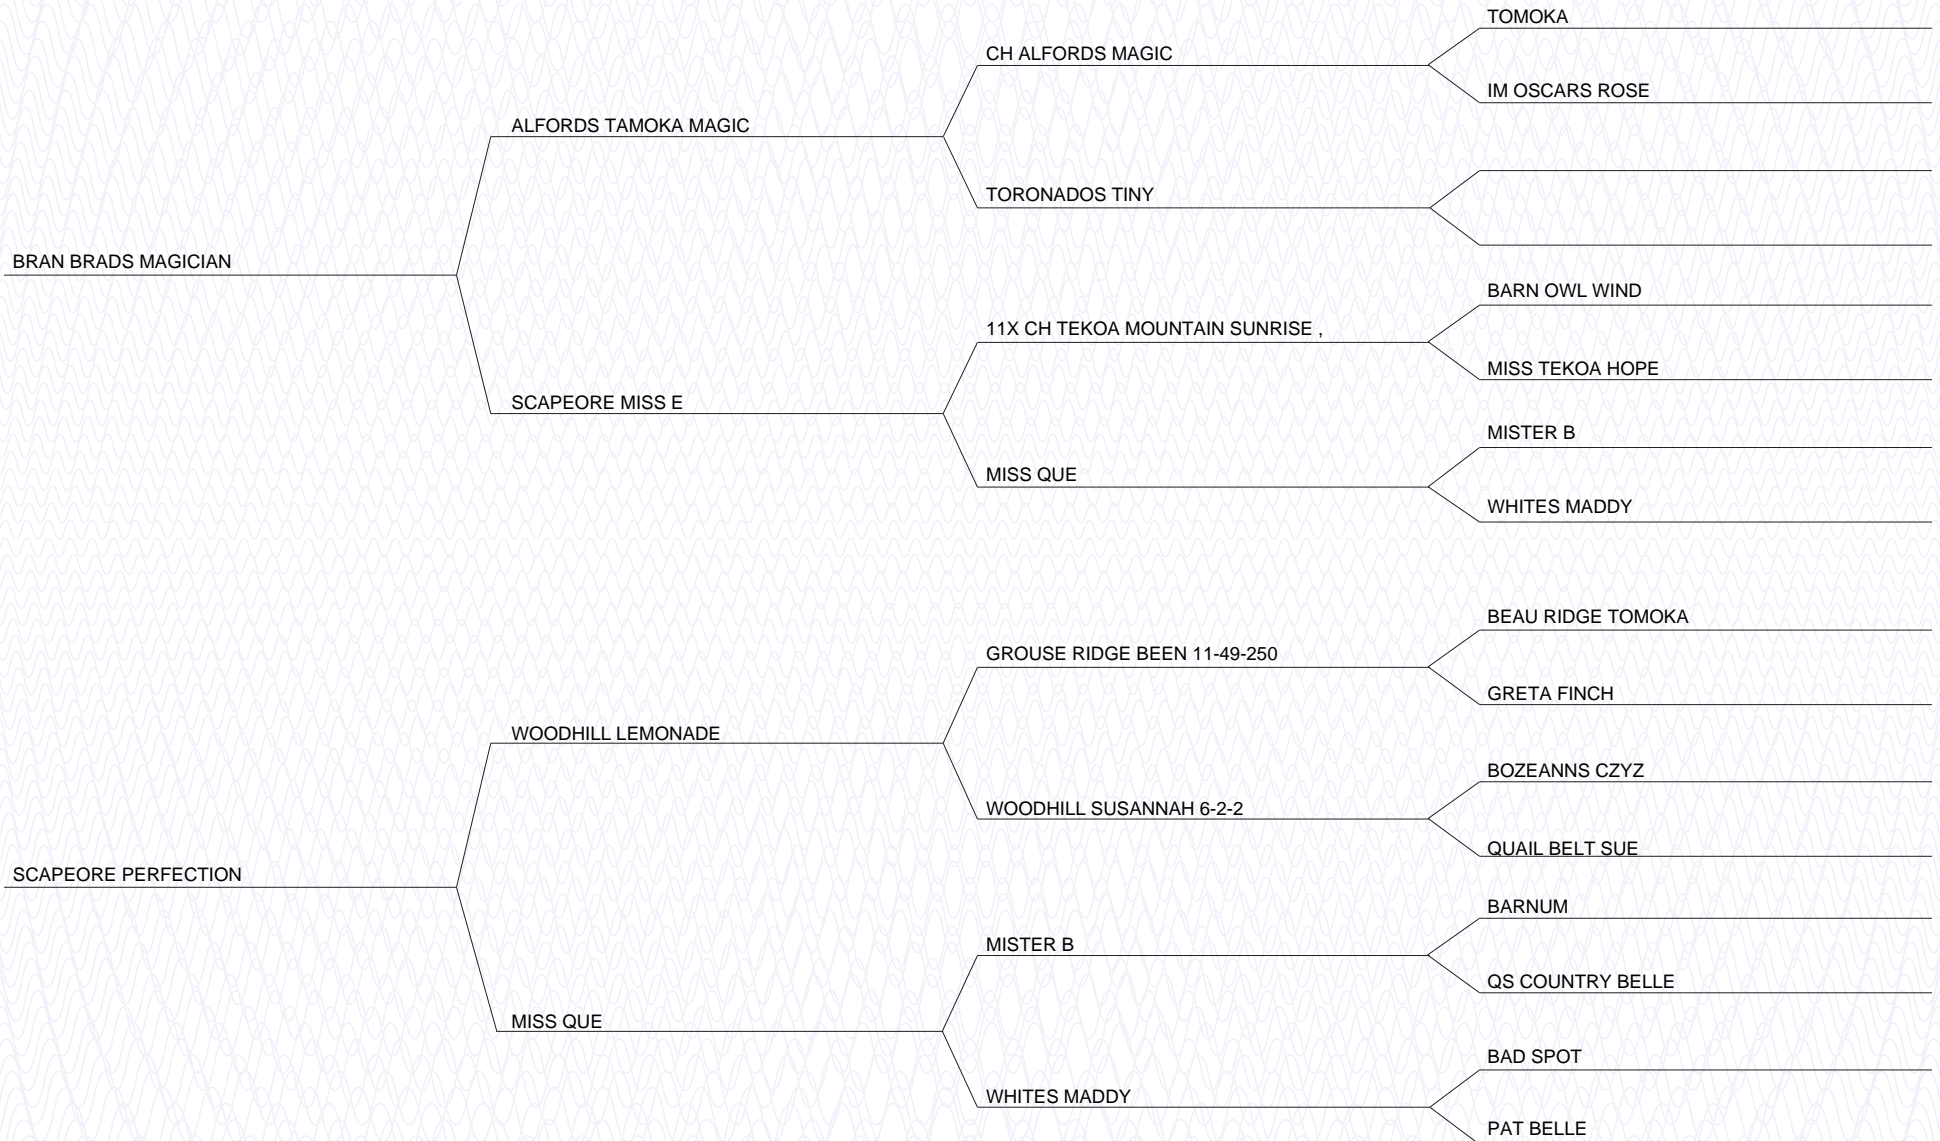 TOMOKA
CH ALFORDS MAGIC
IM OSCARS ROSE
ALFORDS TAMOKA MAGIC
TORONADOS TINY
BRAN BRADS MAGICIAN
BARN OWL WIND
11X CH TEKOA MOUNTAIN SUNRISE ,
MISS TEKOA HOPE
SCAPEORE MISS E
MISTER B
MISS QUE
WHITES MADDY
BEAU RIDGE TOMOKA
GROUSE RIDGE BEEN 11-49-250
GRETA FINCH
WOODHILL LEMONADE
BOZEANNS CZYZ
WOODHILL SUSANNAH 6-2-2
QUAIL BELT SUE
SCAPEORE PERFECTION
BARNUM
MISTER B
QS COUNTRY BELLE
MISS QUE
BAD SPOT
WHITES MADDY
PAT BELLE